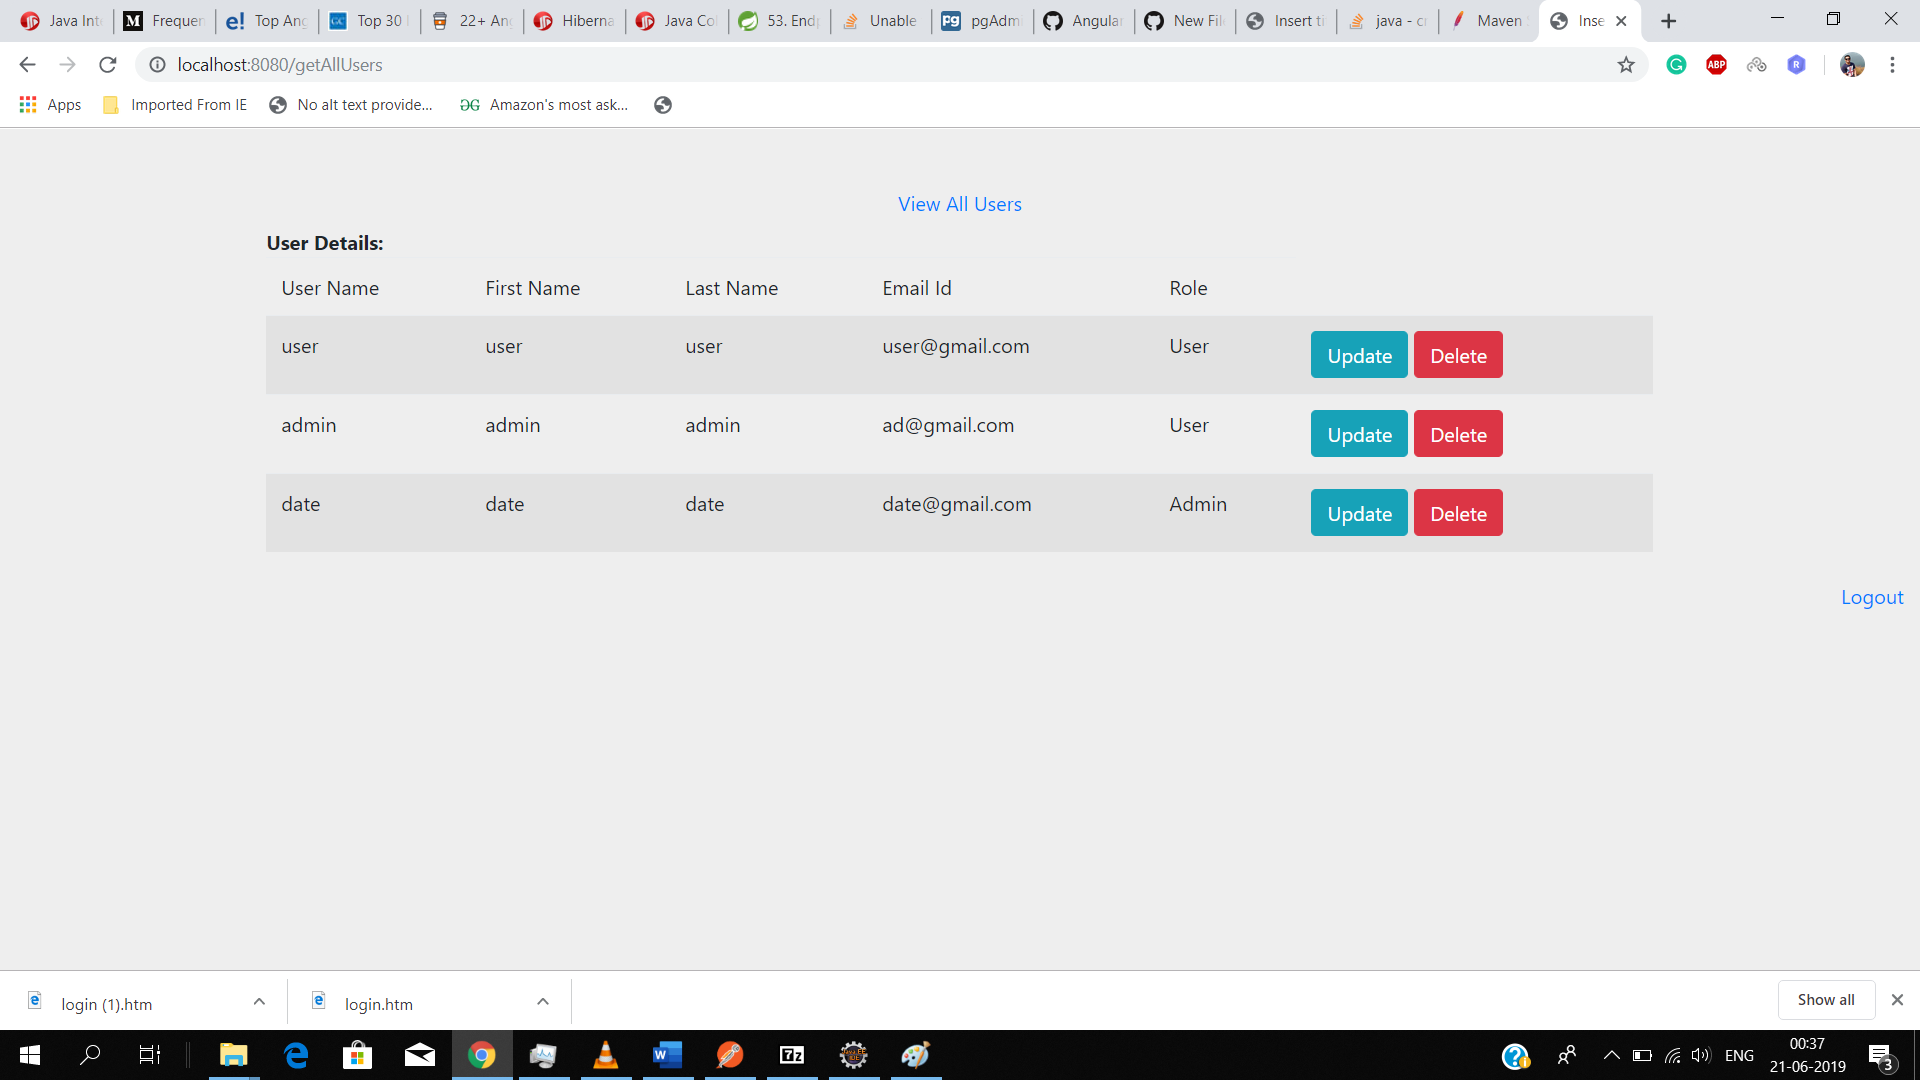 Java Int Frequen Top Ang Top 30 22+ An Hiberna Java Co 53. End Unable pgAdm Angular New Fil Insert ti java - c Maven Inse
localhost:8080/getAllUsers
Apps Imported From IE No alt text provide... Amazon's most ask...
View All Users
User Details:
User Name First Name Last Name Email Id Role
user user user user@gmail.com User Update Delete
admin admin admin ad@gmail.com User Update Delete
date date date date@gmail.com Admin Update Delete
Logout
login (1).htm login.htm Show all
ENG 00:37
21-06-2019 3